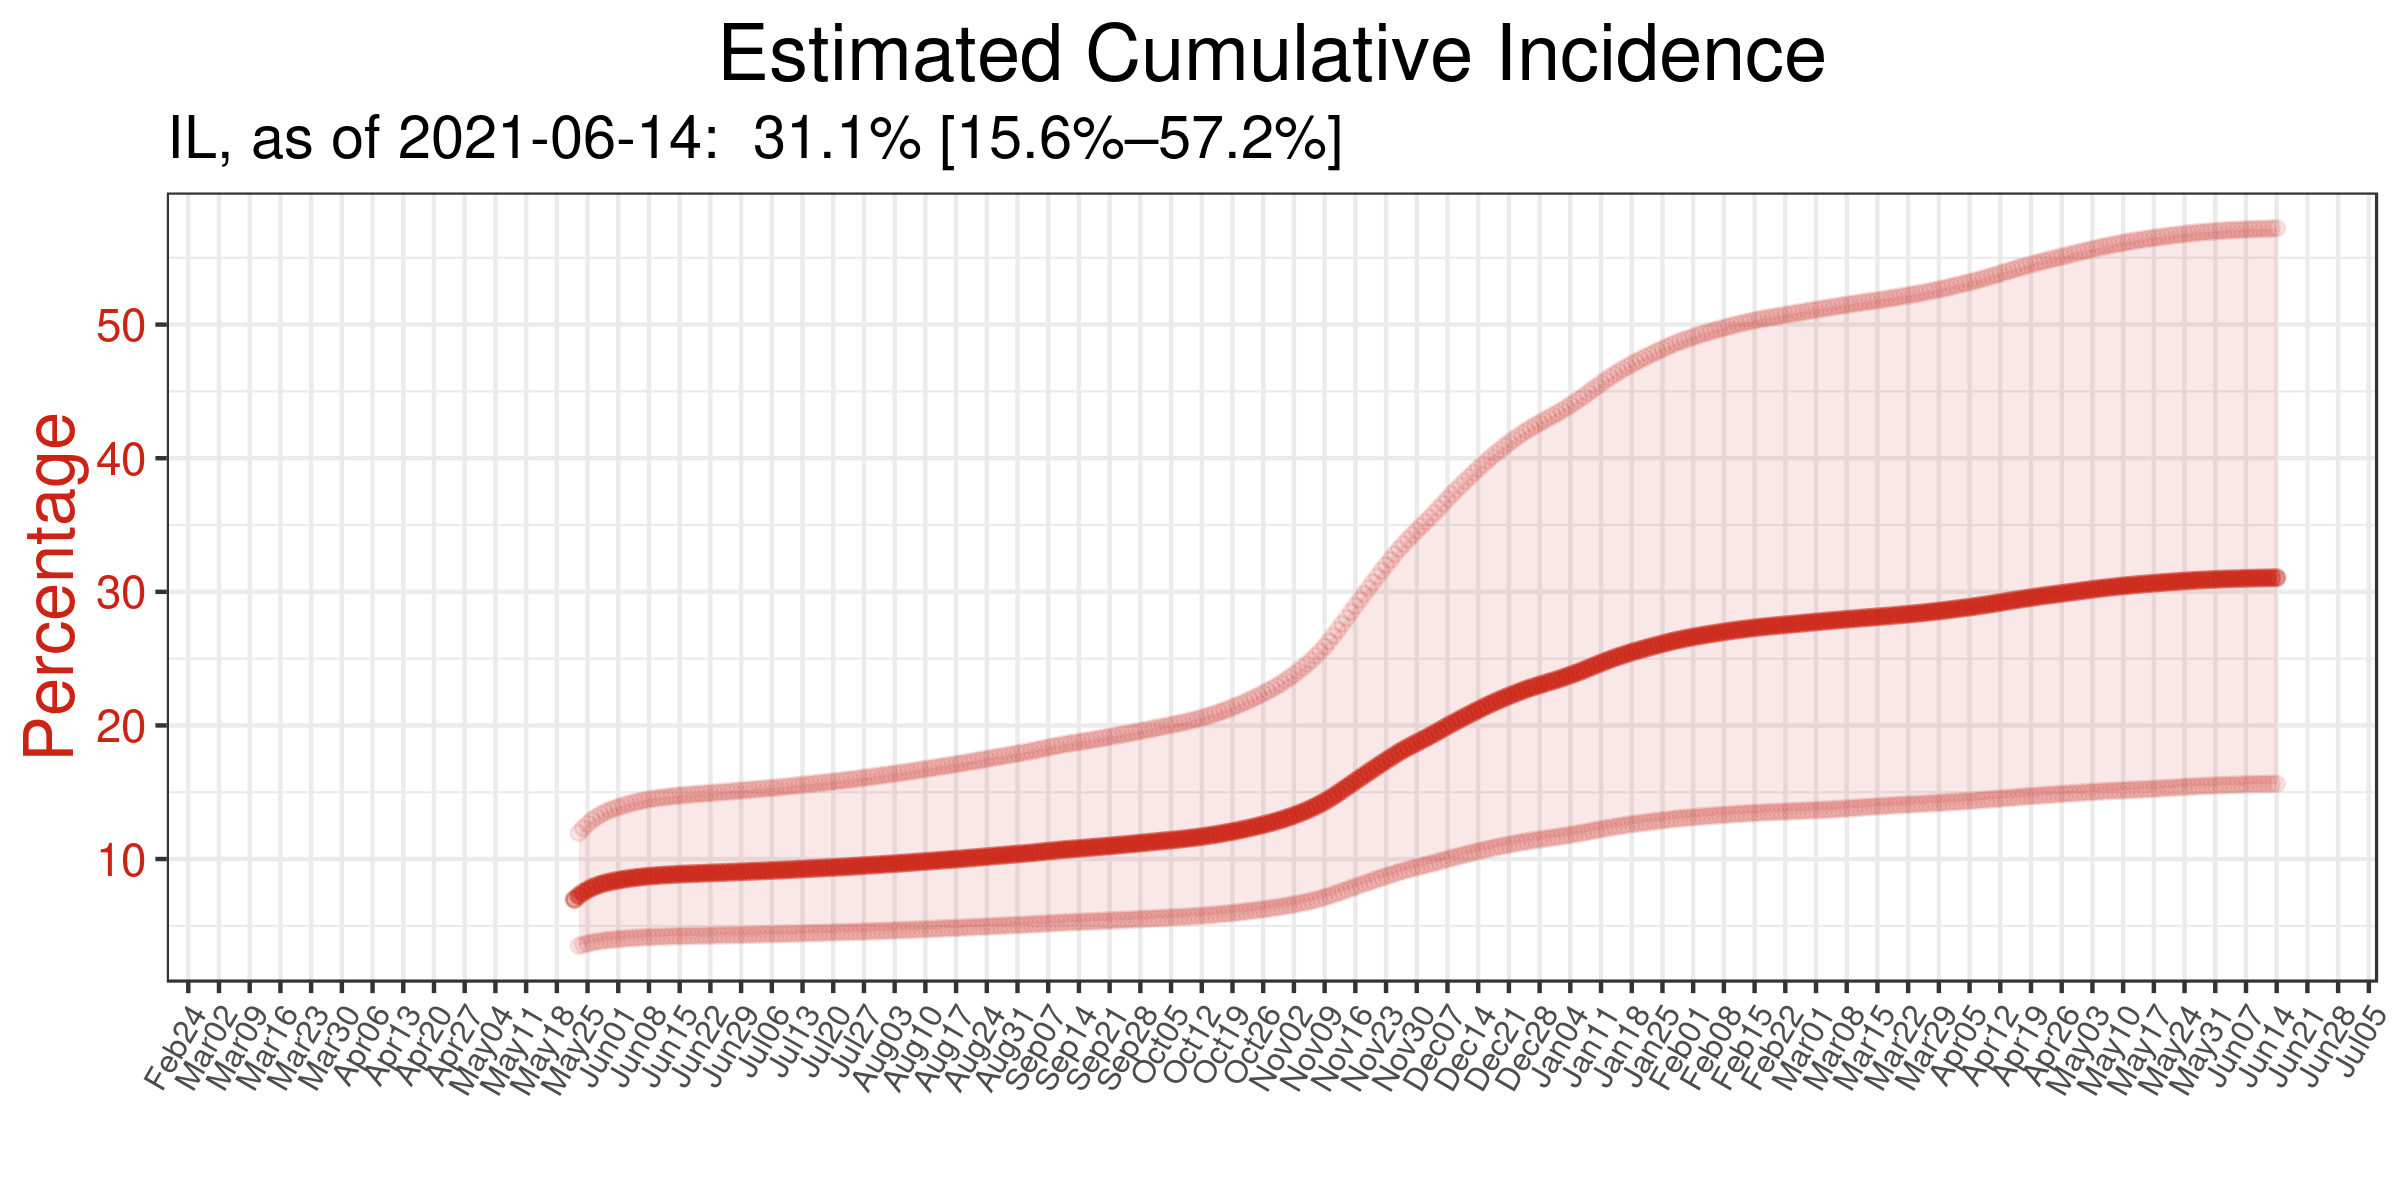 Estimated Cumulative Incidence
IL, as of 2021-06-14:  31.1% [15.6%–57.2%]
Percentage
50
40
30
20
10
Feb24
Mar02
Mar09
Mar16
Mar23
Mar30
Apr06
Apr13
Apr20
Apr27
May04
May11
May18
May25
Jun01
Jun08
Jun15
Jun22
Jun29
Jul06
Jul13
Jul20
Jul27
Aug03
Aug10
Aug17
Aug24
Aug31
Sep07
Sep14
Sep21
Sep28
Oct05
Oct12
Oct19
Oct26
Nov02
Nov09
Nov16
Nov23
Nov30
Dec07
Dec14
Dec21
Dec28
Jan04
Jan11
Jan18
Jan25
Feb01
Feb08
Feb15
Feb22
Mar01
Mar08
Mar15
Mar22
Mar29
Apr05
Apr12
Apr19
Apr26
May03
May10
May17
May24
May31
Jun07
Jun14
Jun21
Jun28
Jul05